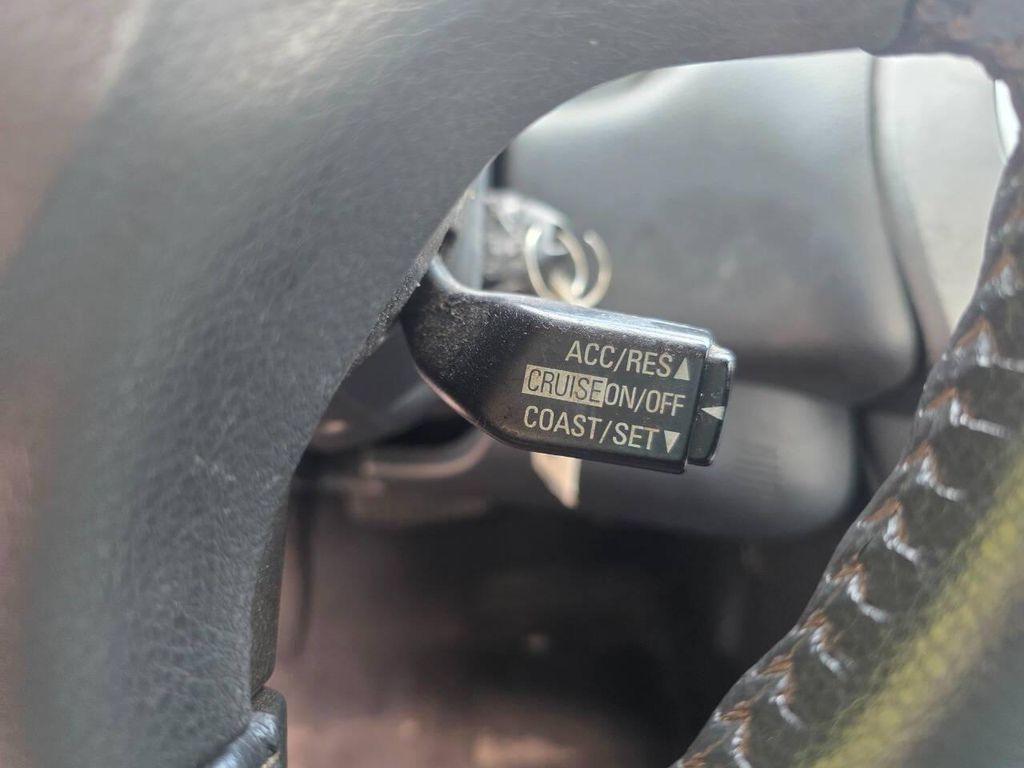 ACC/RES▲
CRUISE ON/OFF ◀
COAST/SET▼